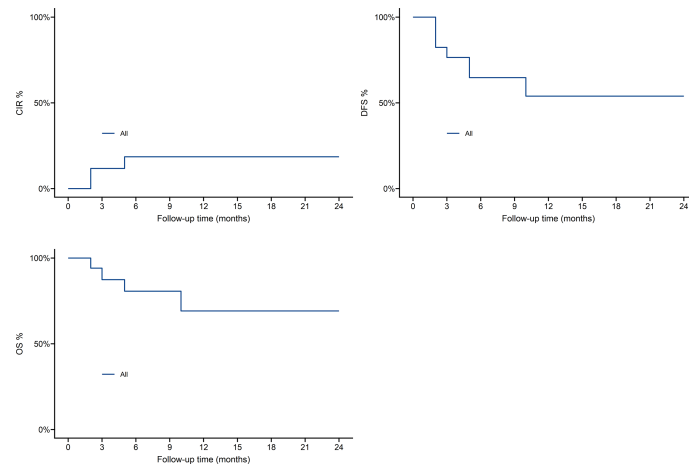 100%
50%
0%
CIR %
All
0 3 6 9 12 15 18 21 24
Follow-up time (months)
100%
50%
0%
DFS %
All
0 3 6 9 12 15 18 21 24
Follow-up time (months)
100%
50%
0%
OS %
All
0 3 6 9 12 15 18 21 24
Follow-up time (months)